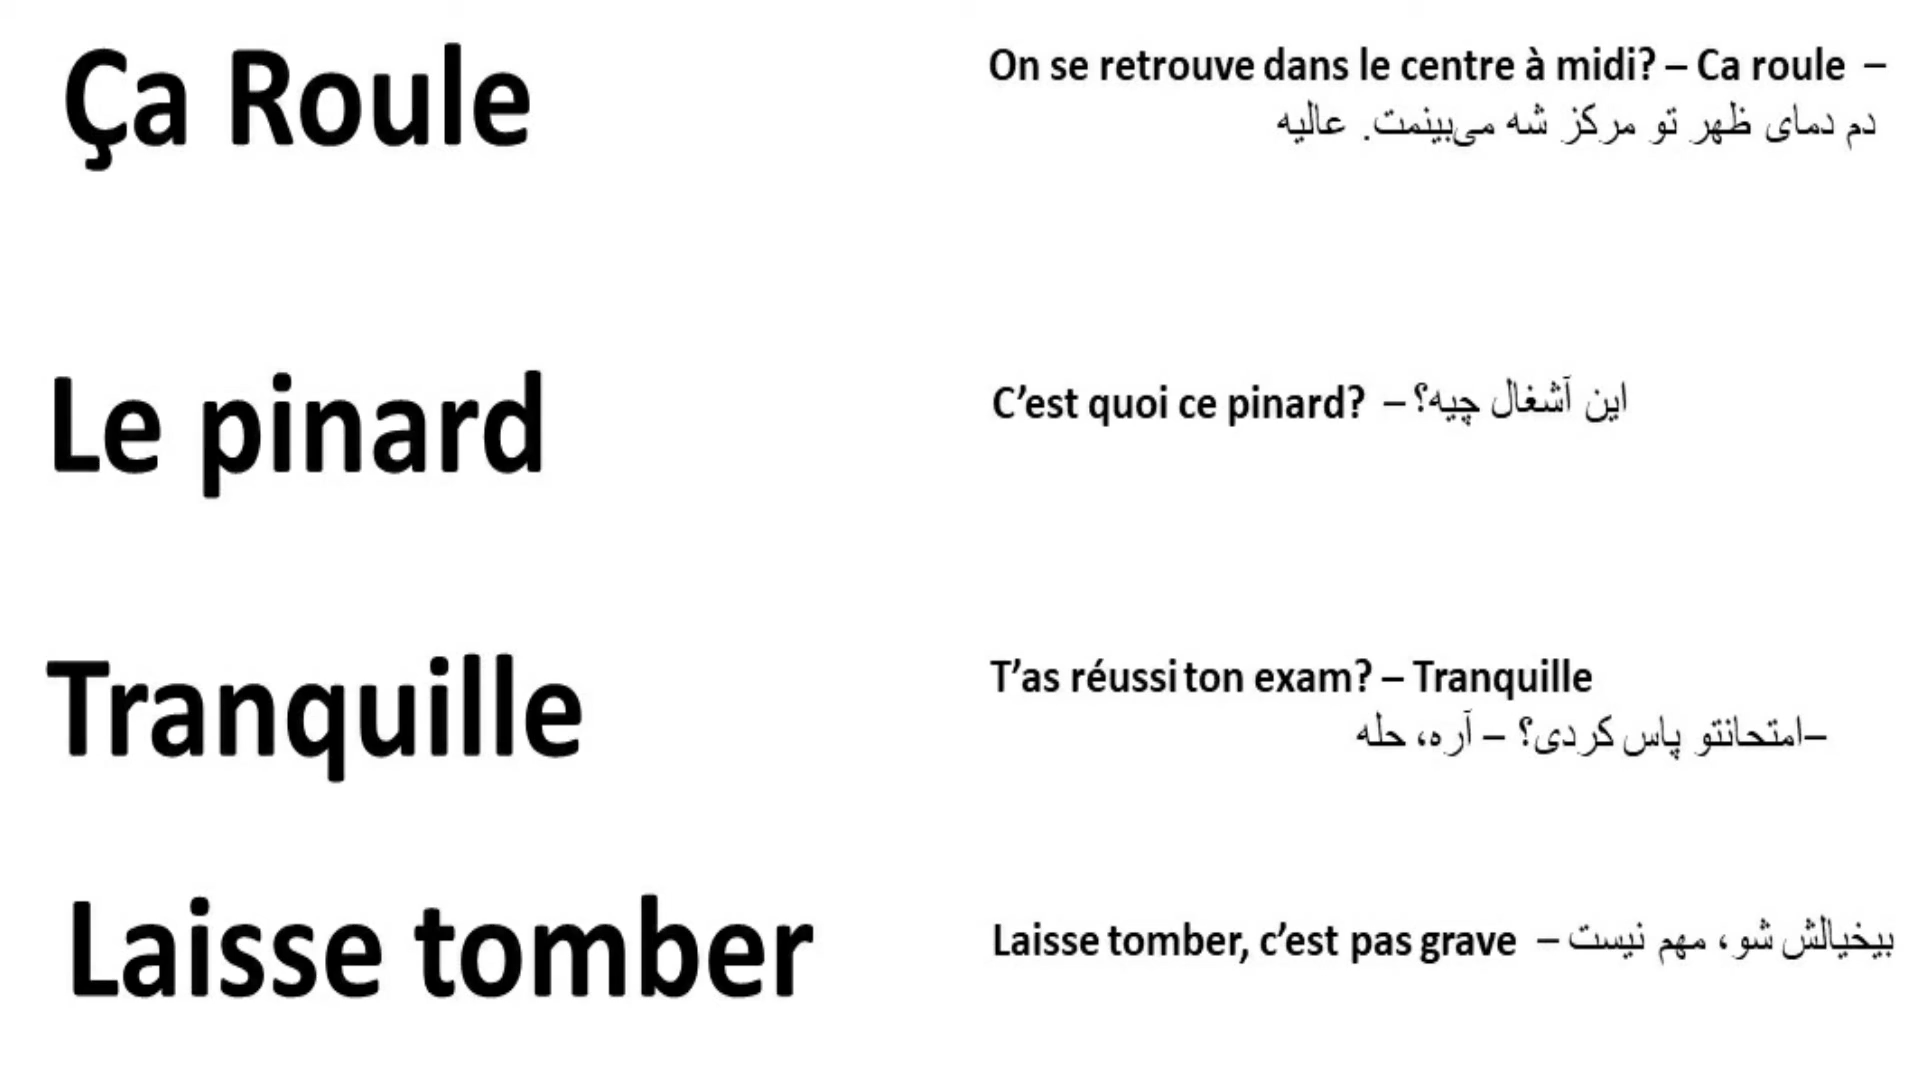 Ça Roule
On se retrouve dans le centre à midi? – Ca roule –
دم دمای ظهر تو مرکز شه می‌بینمت. عالیه
Le pinard
C’est quoi ce pinard? – این آشغال چیه؟
Tranquille
T’as réussi ton exam? – Tranquille
–امتحانتو پاس کردی؟ – آره، حله
Laisse tomber
Laisse tomber, c’est pas grave – بیخیالش شو، مهم نیست